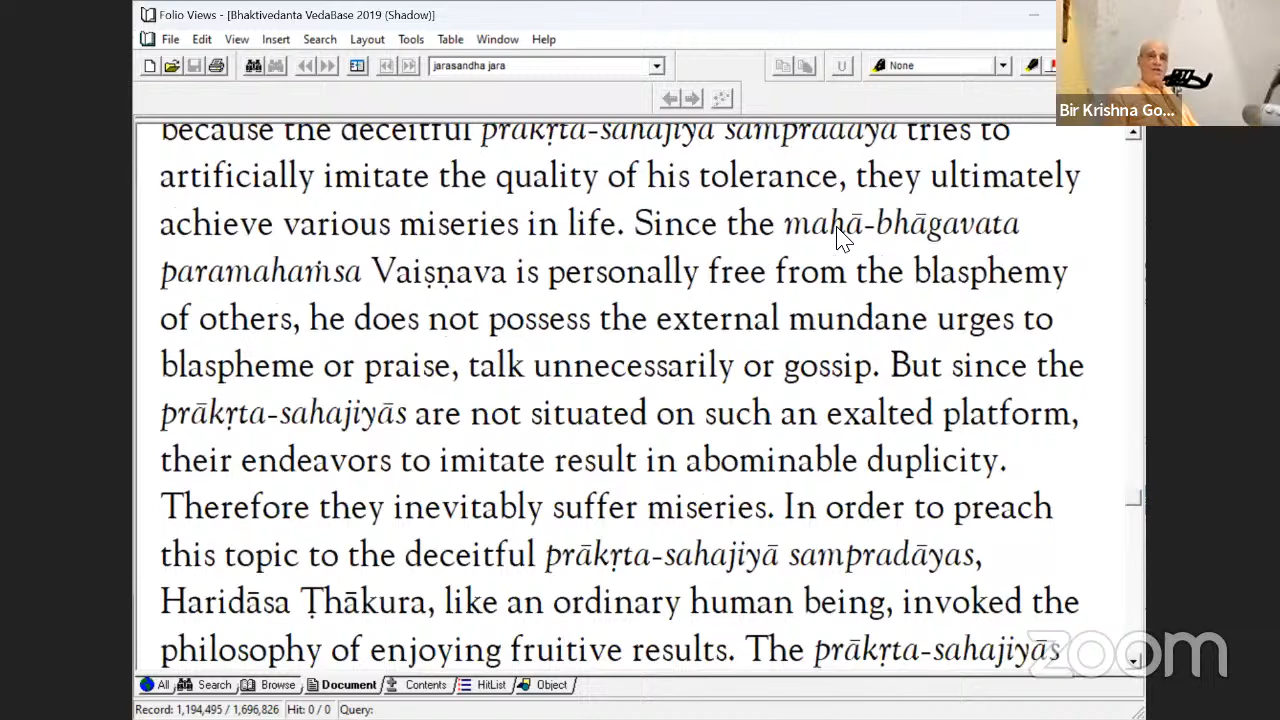 Folio Views - [Bhaktivedanta VedaBase 2019 (Shadow)]
File Edit View Insert Search Layout Tools Table Window Help
jarasandha jara
U
None
Bir Krishna Go...
because the deceitful prākṛta-sahajiyā sampradāya tries to
artificially imitate the quality of his tolerance, they ultimately
achieve various miseries in life. Since the mahā-bhāgavata
paramahaṁsa Vaiṣṇava is personally free from the blasphemy
of others, he does not possess the external mundane urges to
blaspheme or praise, talk unnecessarily or gossip. But since the
prākṛta-sahajiyās are not situated on such an exalted platform,
their endeavors to imitate result in abominable duplicity.
Therefore they inevitably suffer miseries. In order to preach
this topic to the deceitful prākṛta-sahajiyā sampradāyas,
Haridāsa Ṭhākura, like an ordinary human being, invoked the
philosophy of enjoying fruitive results. The prākṛta-sahajiyās
zoom
All Search Browse Document Contents HitList Object
Record: 1,194,495 / 1,696,826 Hit: 0 / 0 Query: